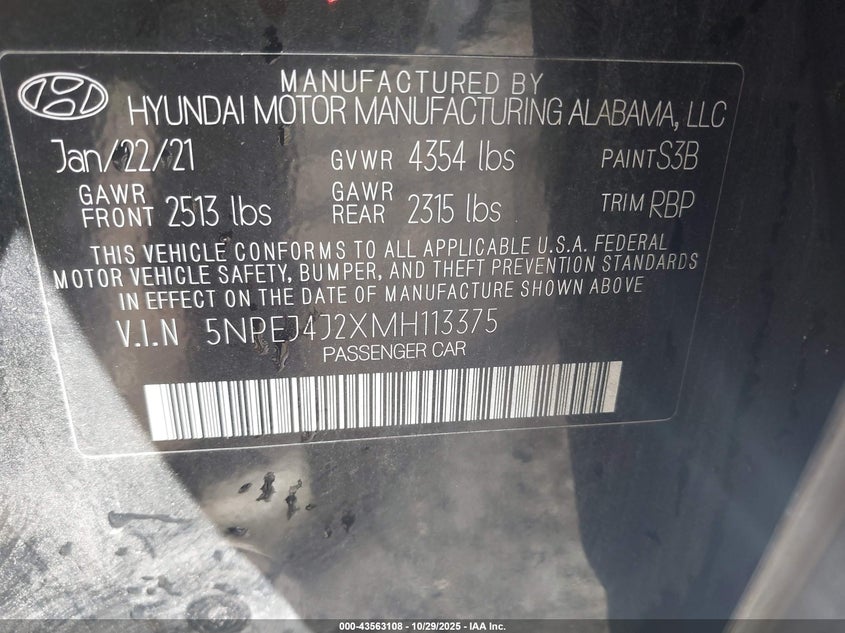 MANUFACTURED BY
HYUNDAI MOTOR MANUFACTURING ALABAMA, LLC
Jan/22/21 GVWR 4354 lbs PAINT S3B
GAWR FRONT 2513 lbs GAWR REAR 2315 lbs TRIM RBP
THIS VEHICLE CONFORMS TO ALL APPLICABLE U.S.A. FEDERAL
MOTOR VEHICLE SAFETY, BUMPER, AND THEFT PREVENTION STANDARDS
IN EFFECT ON THE DATE OF MANUFACTURE SHOWN ABOVE
V.I.N 5NPEJ4J2XMH113375
PASSENGER CAR
000-43563108 - 10/29/2025 - IAA Inc.